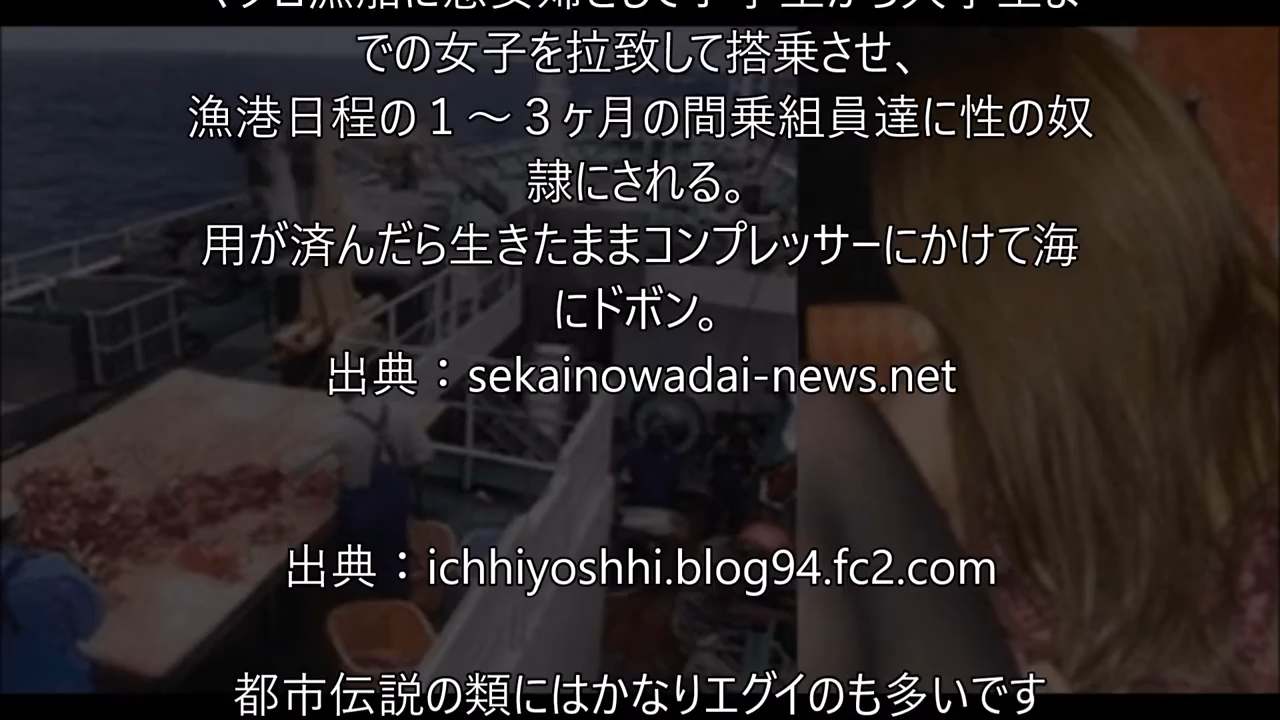 での女子を拉致して搭乗させ、
漁港日程の１～３ヶ月の間乗組員達に性の奴
隷にされる。
用が済んだら生きたままコンプレッサーにかけて海
にドボン。
出典：sekainowadai-news.net
出典：ichhiyoshhi.blog94.fc2.com
都市伝説の類にはかなりエグイのも多いです